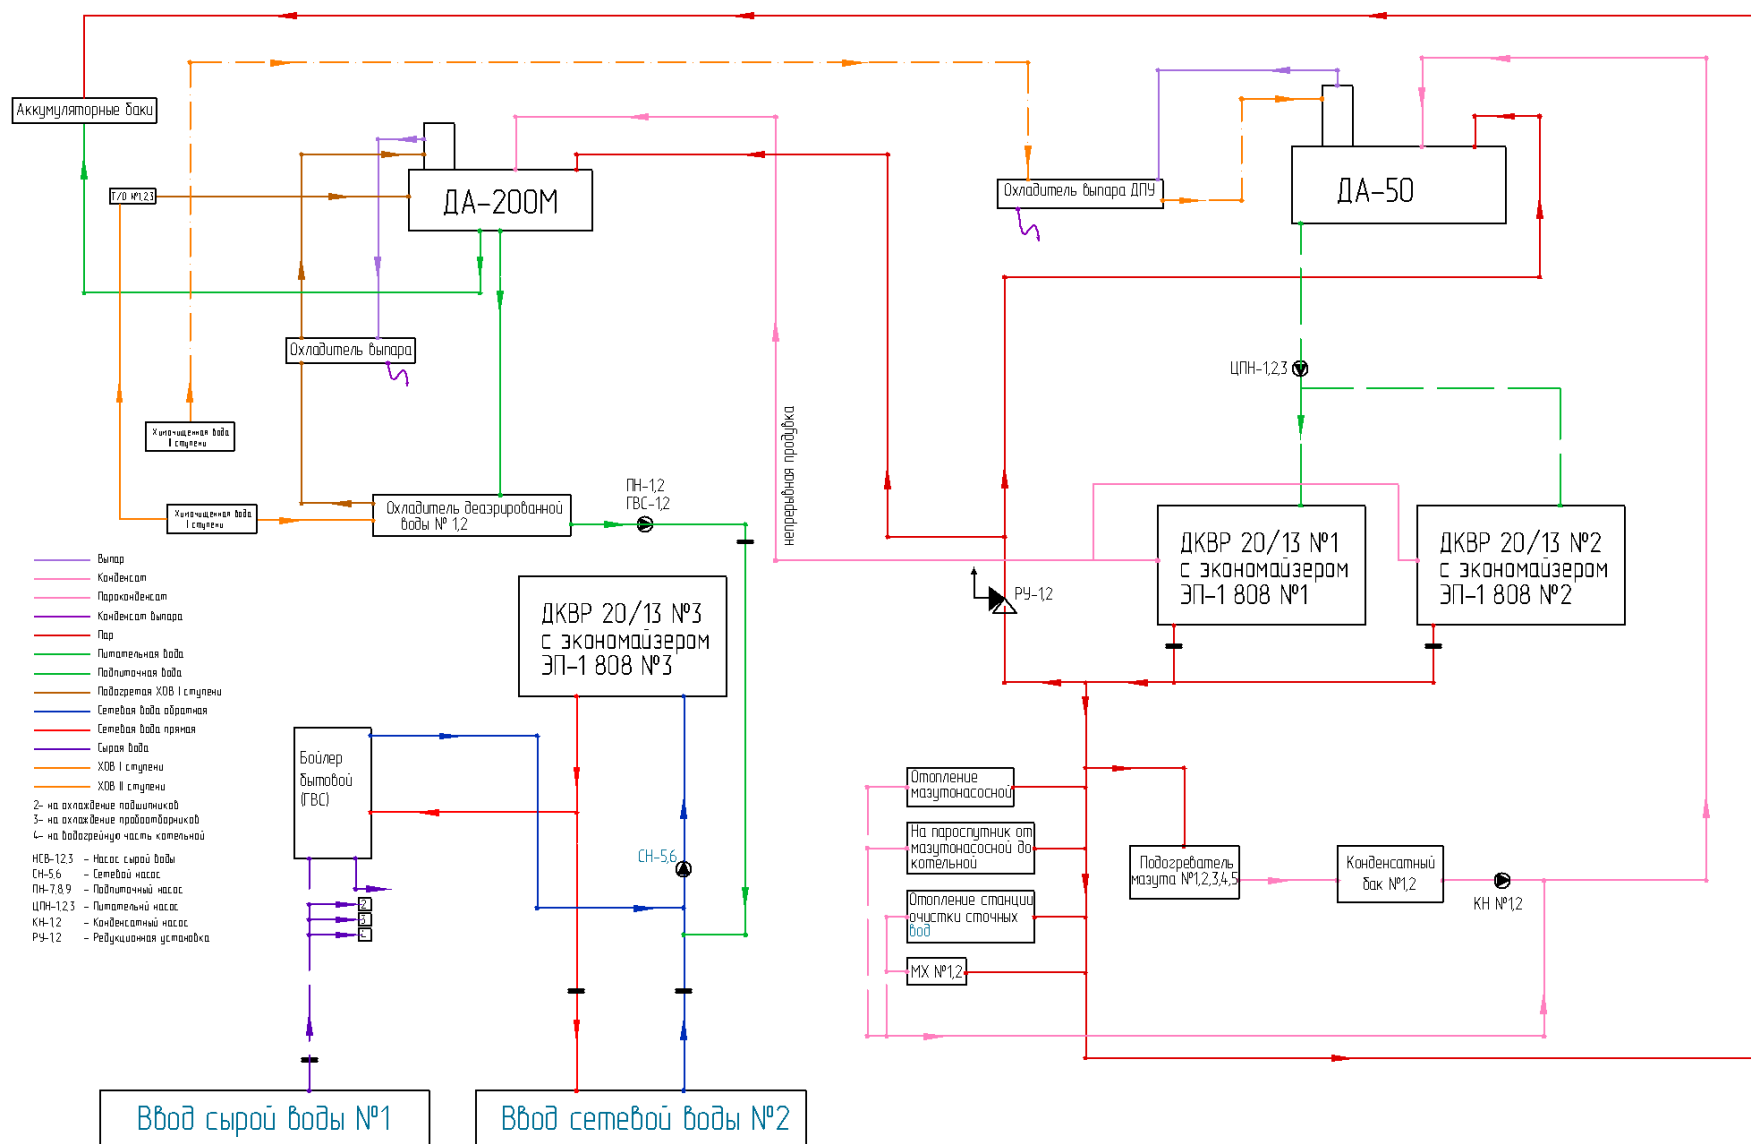 Аккумуляторные баки
Т/О №1,2,3
ДА-200М
Охладитель выпара ДПУ
ДА-50
Охладитель выпара
ЦПН-1,2,3
Химочищенная вода
II ступени
непрерывная продувка
Химочищенная вода
I ступени
Охладитель деаэрированной
воды № 1,2
ПН-1,2
ГВС-1,2
ДКВР 20/13 №1
с экономайзером
ЭП-1 808 №1
ДКВР 20/13 №2
с экономайзером
ЭП-1 808 №2
РУ-1,2
ДКВР 20/13 №3
с экономайзером
ЭП-1 808 №3
Выпар
Конденсат
Пароконденсат
Конденсат выпара
Пар
Питательная вода
Подпиточная вода
Подогретая ХОВ I ступени
Сетевая вода обратная
Сетевая вода прямая
Сырая вода
ХОВ I ступени
ХОВ II ступени
2- на охлаждение подшипников
3- на охлаждение пробоотборников
4- на водогрейную часть котельной
НСВ-1,2,3 - Насос сырой воды
СН-5,6 - Сетевой насос
ПН-7,8,9 - Подпиточный насос
ЦПН-1,2,3 - Питательный насос
КН-1,2 - Конденсатный насос
РУ-1,2 - Редукционная установка
Бойлер
бытовой
(ГВС)
2
3
4
СН-5,6
Отопление
мазутонасосной
На пароспутник от
мазутонасосной до
котельной
Отопление станции
очистки сточных
вод
МХ №1,2
Подогреватель
мазута №1,2,3,4,5
Конденсатный
бак №1,2
КН №1,2
Ввод сырой воды №1
Ввод сетевой воды №2